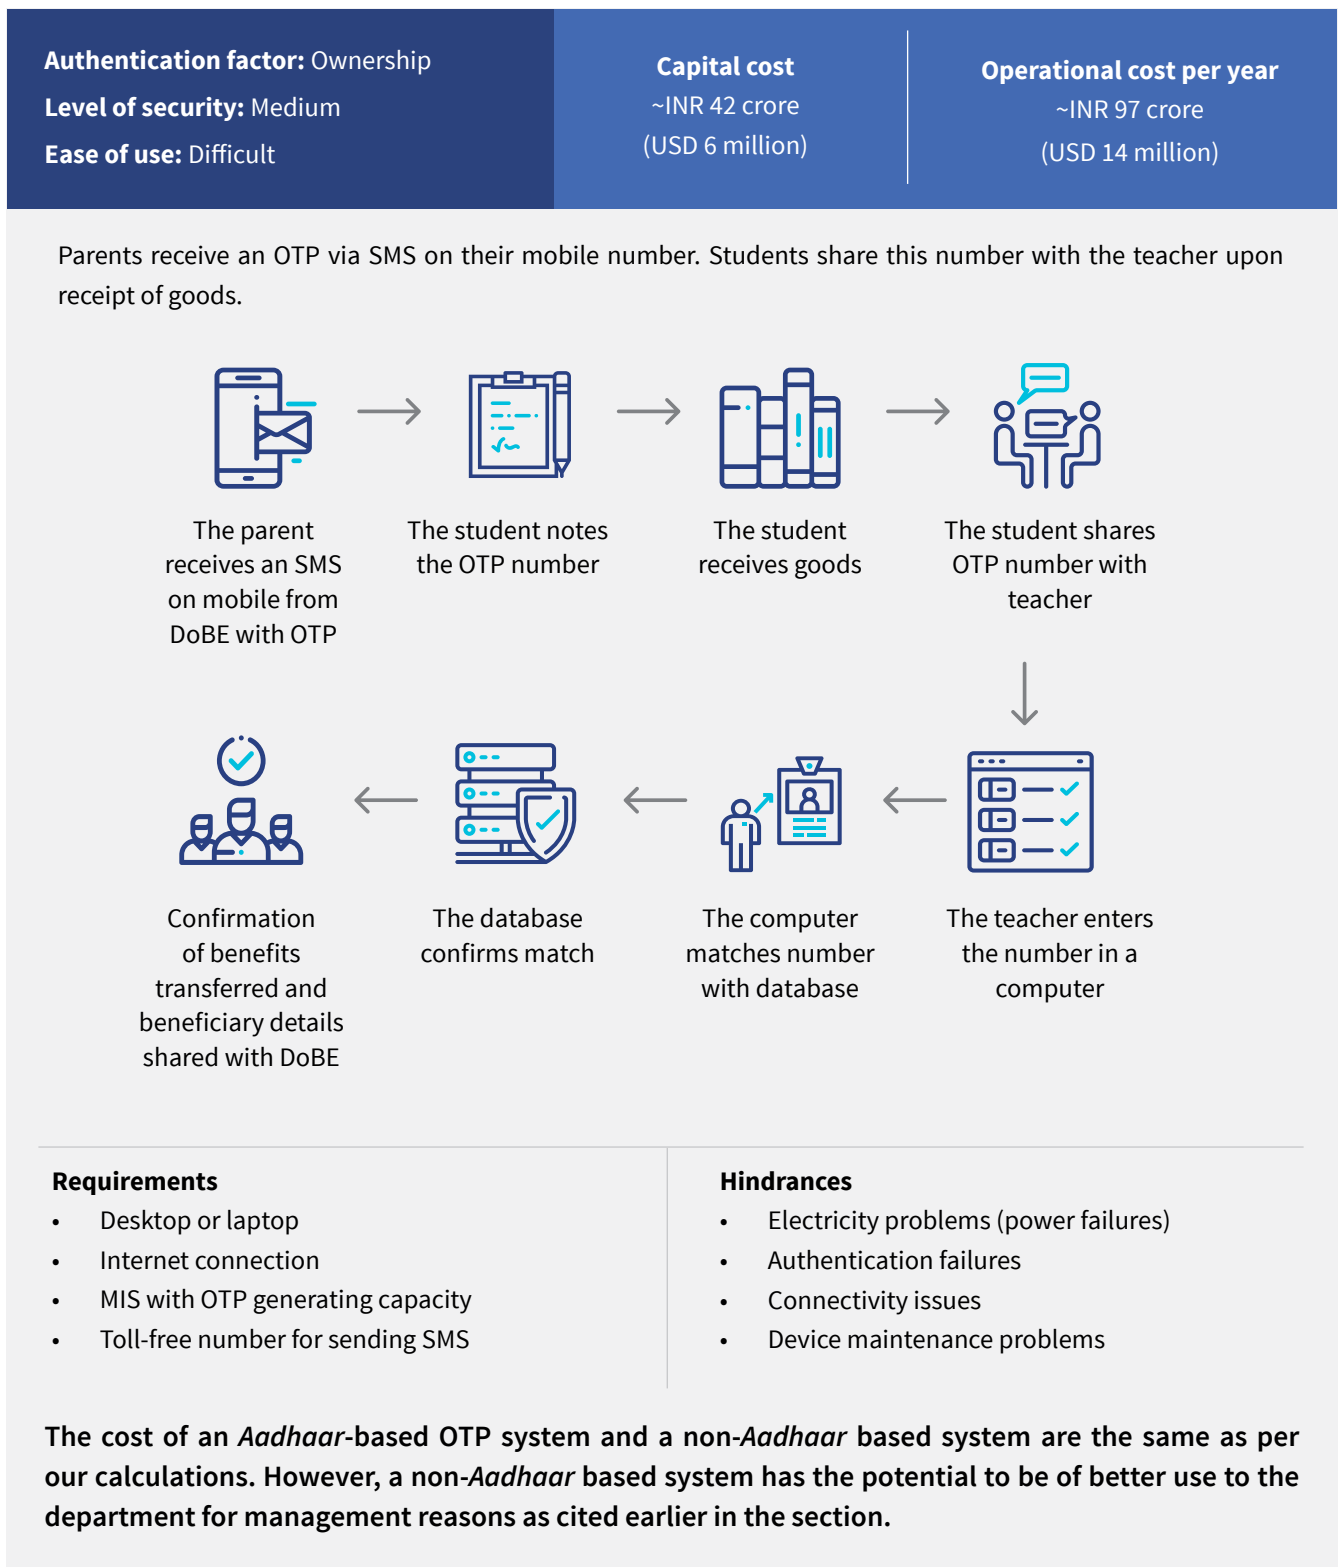 Authentication factor: Ownership
Level of security: Medium
Ease of use: Difficult
Capital cost
~INR 42 crore
(USD 6 million)
Operational cost per year
~INR 97 crore
(USD 14 million)
Parents receive an OTP via SMS on their mobile number. Students share this number with the teacher upon
receipt of goods.
The parent
receives an SMS
on mobile from
DoBE with OTP
The student notes
the OTP number
The student
receives goods
The student shares
OTP number with
teacher
Confirmation
of benefits
transferred and
beneficiary details
shared with DoBE
The database
confirms match
The computer
matches number
with database
The teacher enters
the number in a
computer
Requirements
• Desktop or laptop
• Internet connection
• MIS with OTP generating capacity
• Toll-free number for sending SMS
Hindrances
• Electricity problems (power failures)
• Authentication failures
• Connectivity issues
• Device maintenance problems
The cost of an Aadhaar-based OTP system and a non-Aadhaar based system are the same as per
our calculations. However, a non-Aadhaar based system has the potential to be of better use to the
department for management reasons as cited earlier in the section.